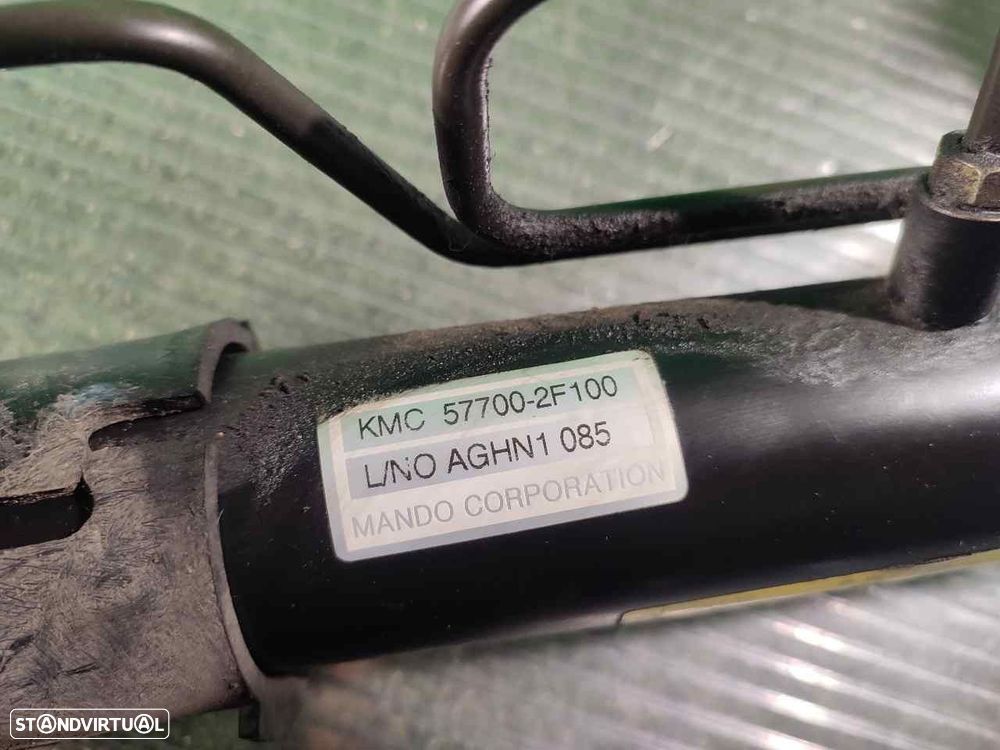 KMC 57700-2F100
L/NO AGHN1 085
MANDO CORPORATION
STANDVIRTUAL